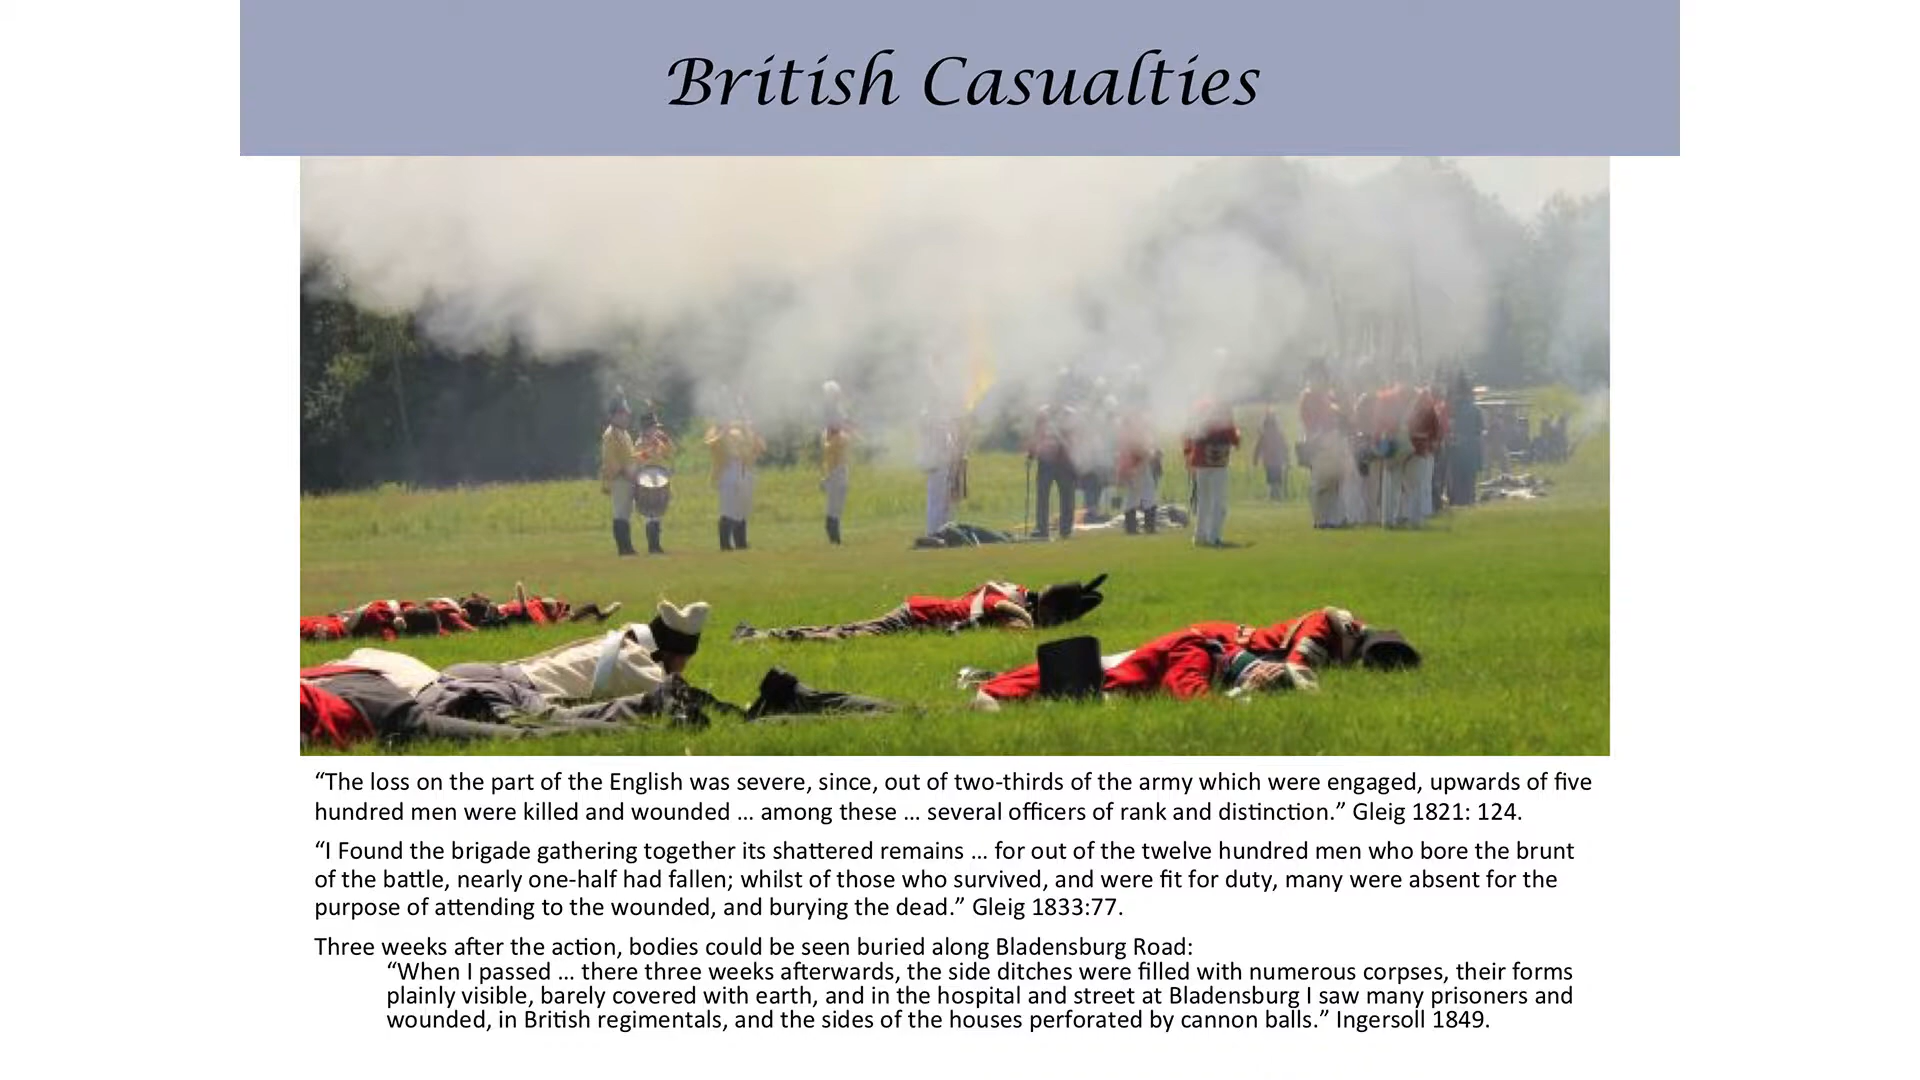 British Casualties
“The loss on the part of the English was severe, since, out of two-thirds of the army which were engaged, upwards of five
hundred men were killed and wounded … among these … several officers of rank and distinction.” Gleig 1821: 124.
“I Found the brigade gathering together its shattered remains … for out of the twelve hundred men who bore the brunt
of the battle, nearly one-half had fallen; whilst of those who survived, and were fit for duty, many were absent for the
purpose of attending to the wounded, and burying the dead.” Gleig 1833:77.
Three weeks after the action, bodies could be seen buried along Bladensburg Road:
“When I passed … there three weeks afterwards, the side ditches were filled with numerous corpses, their forms
plainly visible, barely covered with earth, and in the hospital and street at Bladensburg I saw many prisoners and
wounded, in British regimentals, and the sides of the houses perforated by cannon balls.” Ingersoll 1849.